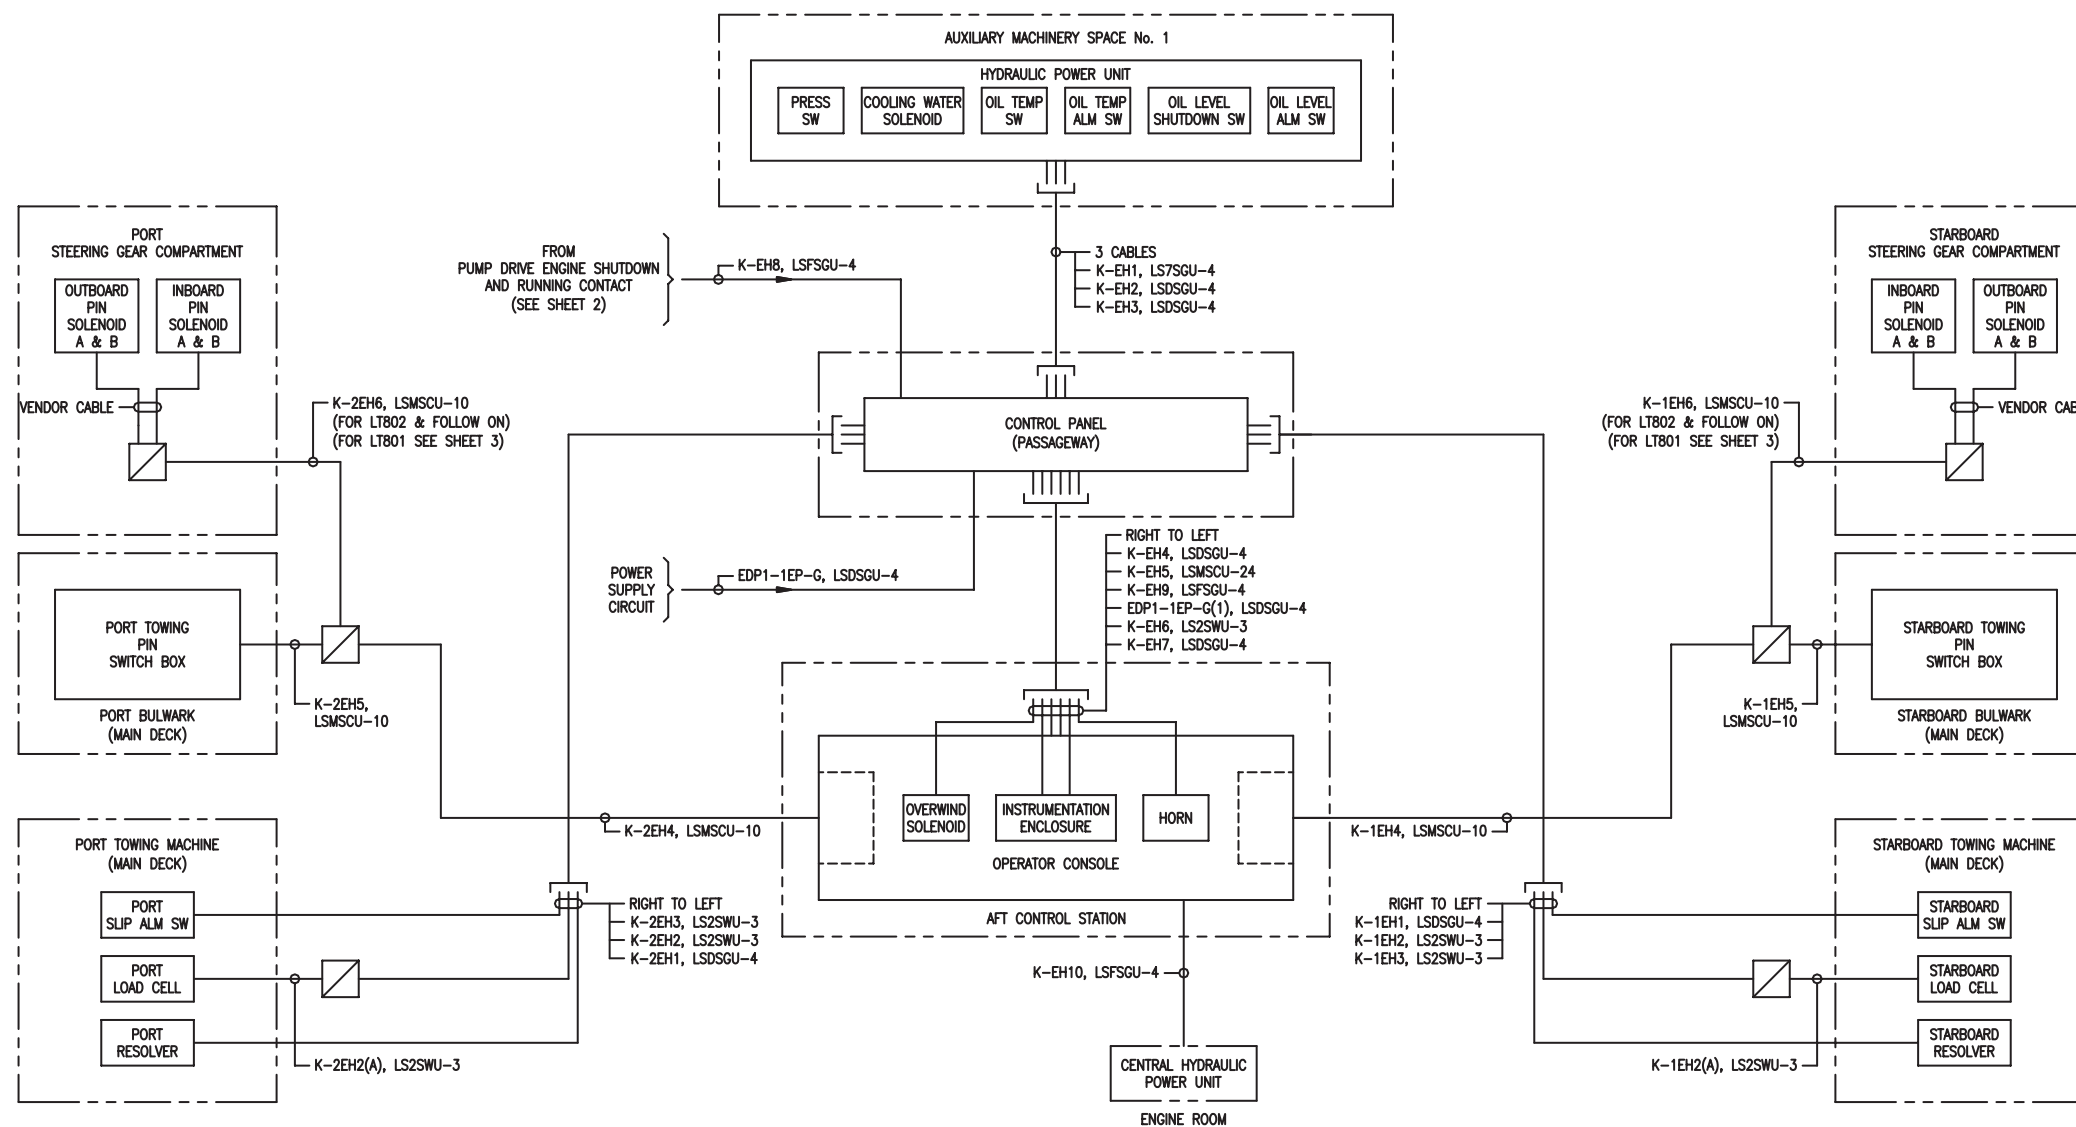 AUXILIARY MACHINERY SPACE No. 1
HYDRAULIC POWER UNIT
PRESS
SW
COOLING WATER
SOLENOID
OIL TEMP
SW
OIL TEMP
ALM SW
OIL LEVEL
SHUTDOWN SW
OIL LEVEL
ALM SW
PORT
STEERING GEAR COMPARTMENT
OUTBOARD
PIN
SOLENOID
A & B
INBOARD
PIN
SOLENOID
A & B
VENDOR CABLE
K-2EH6, LSMSCU-10
(FOR LT802 & FOLLOW ON)
(FOR LT801 SEE SHEET 3)
FROM
PUMP DRIVE ENGINE SHUTDOWN
AND RUNNING CONTACT
(SEE SHEET 2)
K-EH8, LSFSGU-4
3 CABLES
K-EH1, LS7SGU-4
K-EH2, LSDSGU-4
K-EH3, LSDSGU-4
CONTROL PANEL
(PASSAGEWAY)
STARBOARD
STEERING GEAR COMPARTMENT
INBOARD
PIN
SOLENOID
A & B
OUTBOARD
PIN
SOLENOID
A & B
VENDOR CAB
K-1EH6, LSMSCU-10
(FOR LT802 & FOLLOW ON)
(FOR LT801 SEE SHEET 3)
POWER
SUPPLY
CIRCUIT
EDP1-1EP-G, LSDSGU-4
RIGHT TO LEFT
K-EH4, LSDSGU-4
K-EH5, LSMSCU-24
K-EH9, LSFSGU-4
EDP1-1EP-G(1), LSDSGU-4
K-EH6, LS2SWU-3
K-EH7, LSDSGU-4
PORT TOWING
PIN
SWITCH BOX
PORT BULWARK
(MAIN DECK)
K-2EH5,
LSMSCU-10
STARBOARD TOWING
PIN
SWITCH BOX
STARBOARD BULWARK
(MAIN DECK)
K-1EH5,
LSMSCU-10
OVERWIND
SOLENOID
INSTRUMENTATION
ENCLOSURE
HORN
OPERATOR CONSOLE
AFT CONTROL STATION
K-2EH4, LSMSCU-10
K-1EH4, LSMSCU-10
PORT TOWING MACHINE
(MAIN DECK)
PORT
SLIP ALM SW
PORT
LOAD CELL
PORT
RESOLVER
RIGHT TO LEFT
K-2EH3, LS2SWU-3
K-2EH2, LS2SWU-3
K-2EH1, LSDSGU-4
K-2EH2(A), LS2SWU-3
K-EH10, LSFSGU-4
CENTRAL HYDRAULIC
POWER UNIT
ENGINE ROOM
RIGHT TO LEFT
K-1EH1, LSDSGU-4
K-1EH2, LS2SWU-3
K-1EH3, LS2SWU-3
K-1EH2(A), LS2SWU-3
STARBOARD TOWING MACHINE
(MAIN DECK)
STARBOARD
SLIP ALM SW
STARBOARD
LOAD CELL
STARBOARD
RESOLVER